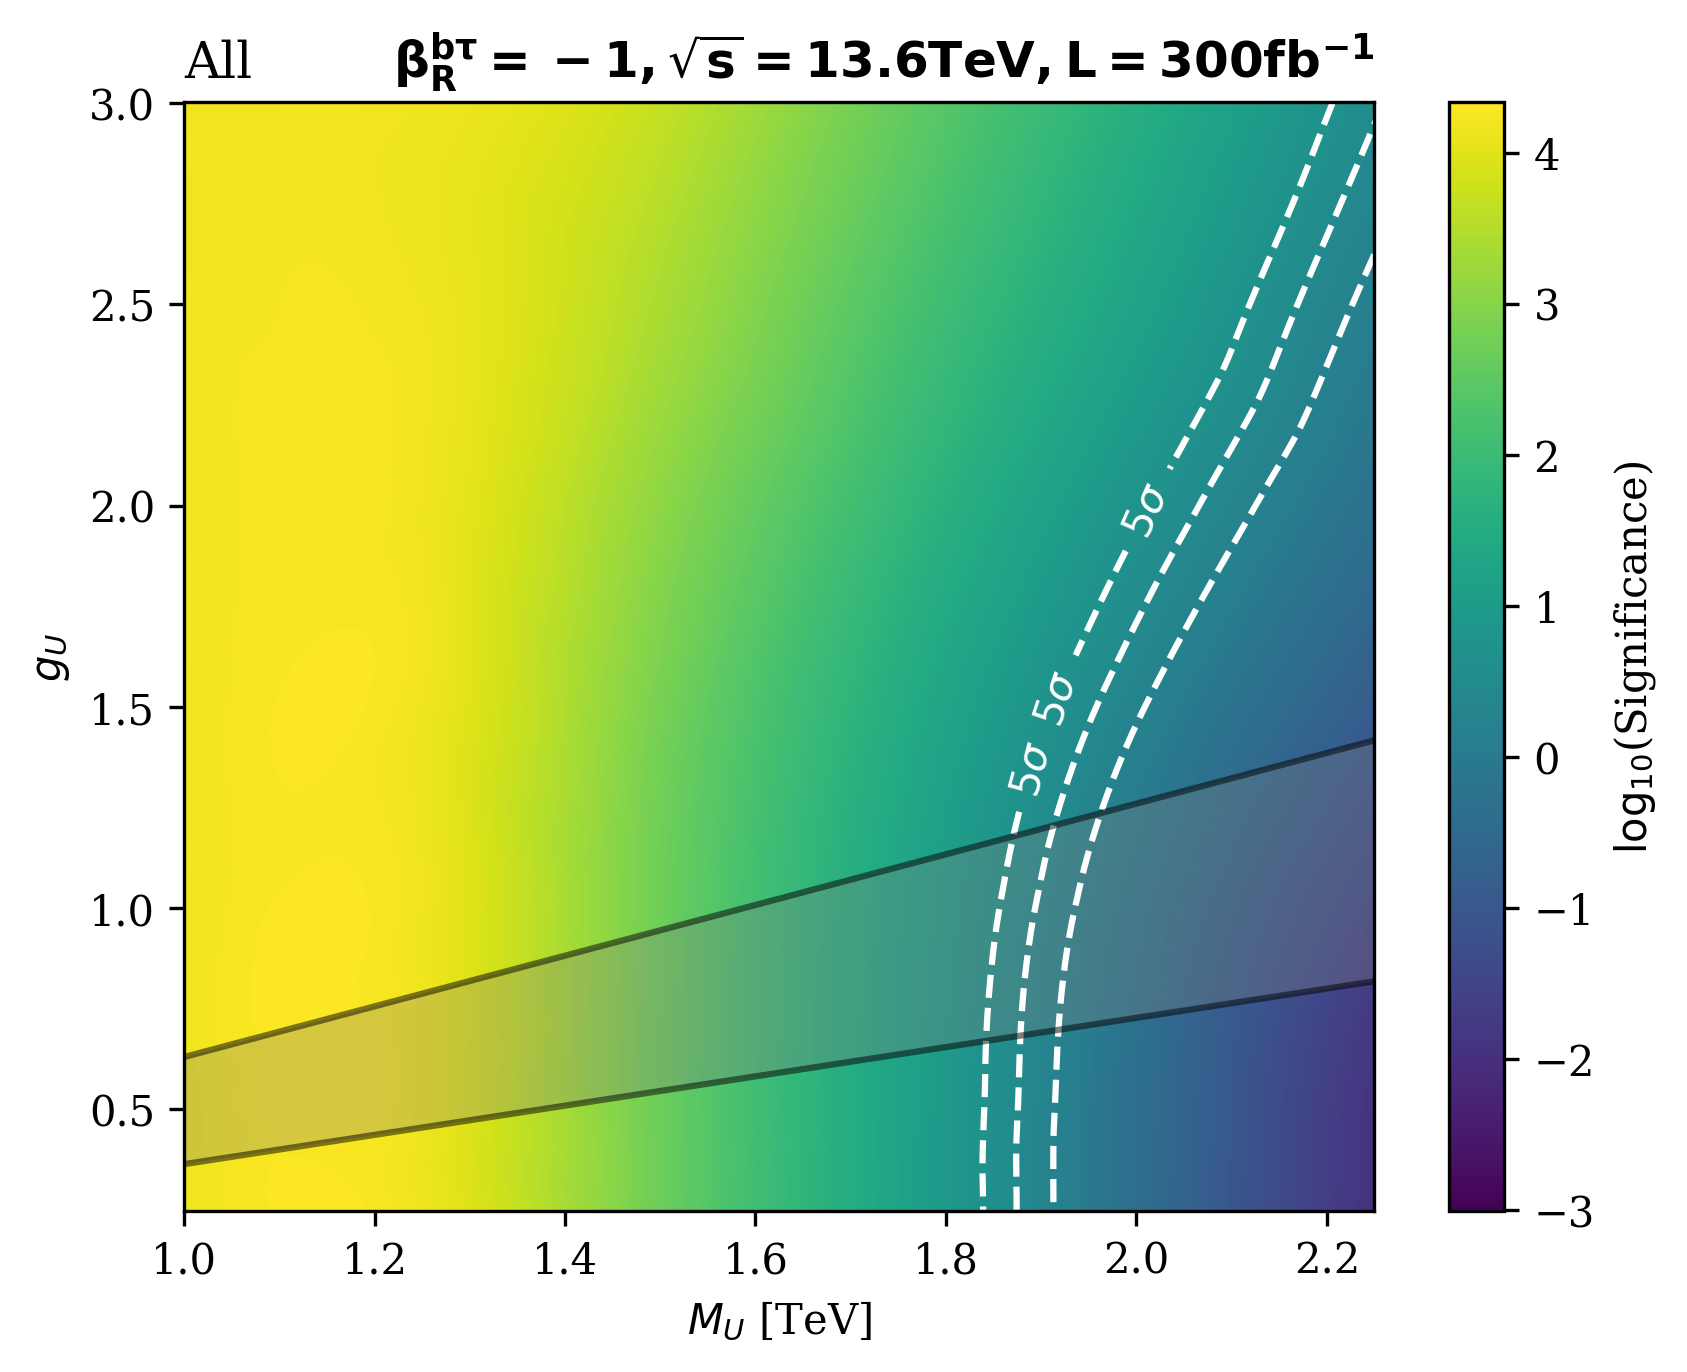 All
β_R^{bτ} = −1, √s = 13.6TeV, L = 300fb⁻¹
3.0
2.5
2.0
1.5
1.0
0.5
g_U
5σ
5σ
5σ
1.0 1.2 1.4 1.6 1.8 2.0 2.2
M_U [TeV]
4
3
2
1
0
−1
−2
−3
log₁₀(Significance)